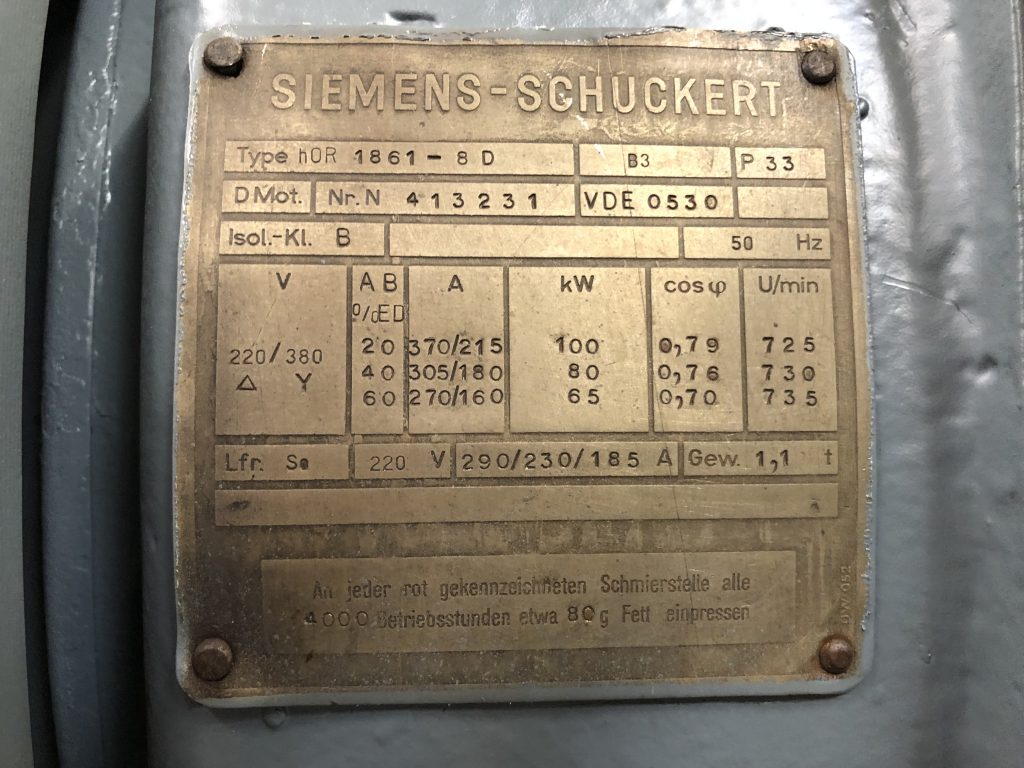 SIEMENS-SCHUCKERT
Type hOR 1861-8D B3 P 33
D Mot. Nr. N 413231 VDE 0530
Isol.-Kl. B 50 Hz
V AB A kW cos φ U/min
%ED
20 370/215 100 0,79 725
220/380
40 305/180 80 0,76 730
△ Y
60 270/160 65 0,70 735
Lfr. Se 220 V 290/230/185 A Gew. 1,1 t
An jeder rot gekennzeichneten Schmierstelle alle
4000 Betriebsstunden etwa 80g Fett einpressen